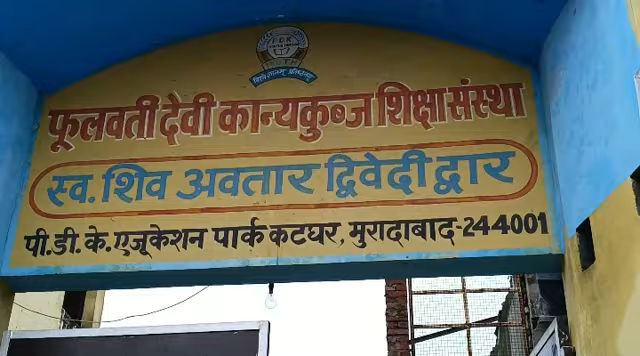 P.D.K.
फूलवती देवी कान्यकुब्ज शिक्षा संस्था
स्व. शिव अवतार द्विवेदी द्वार
पी.डी.के.एजूकेशन पार्क कटघर, मुरादाबाद-244001